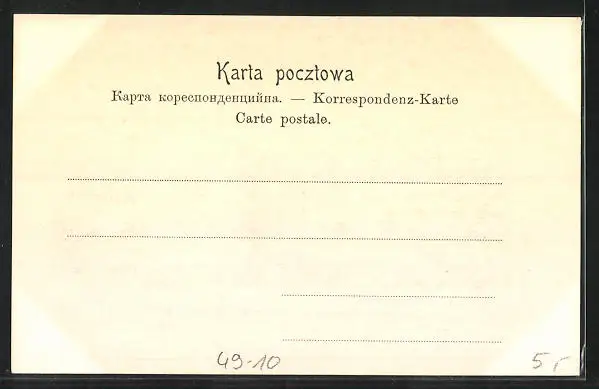 Karta pocztowa
Карта кореспонденцийна. — Korrespondenz-Karte
Carte postale.
49-10
5